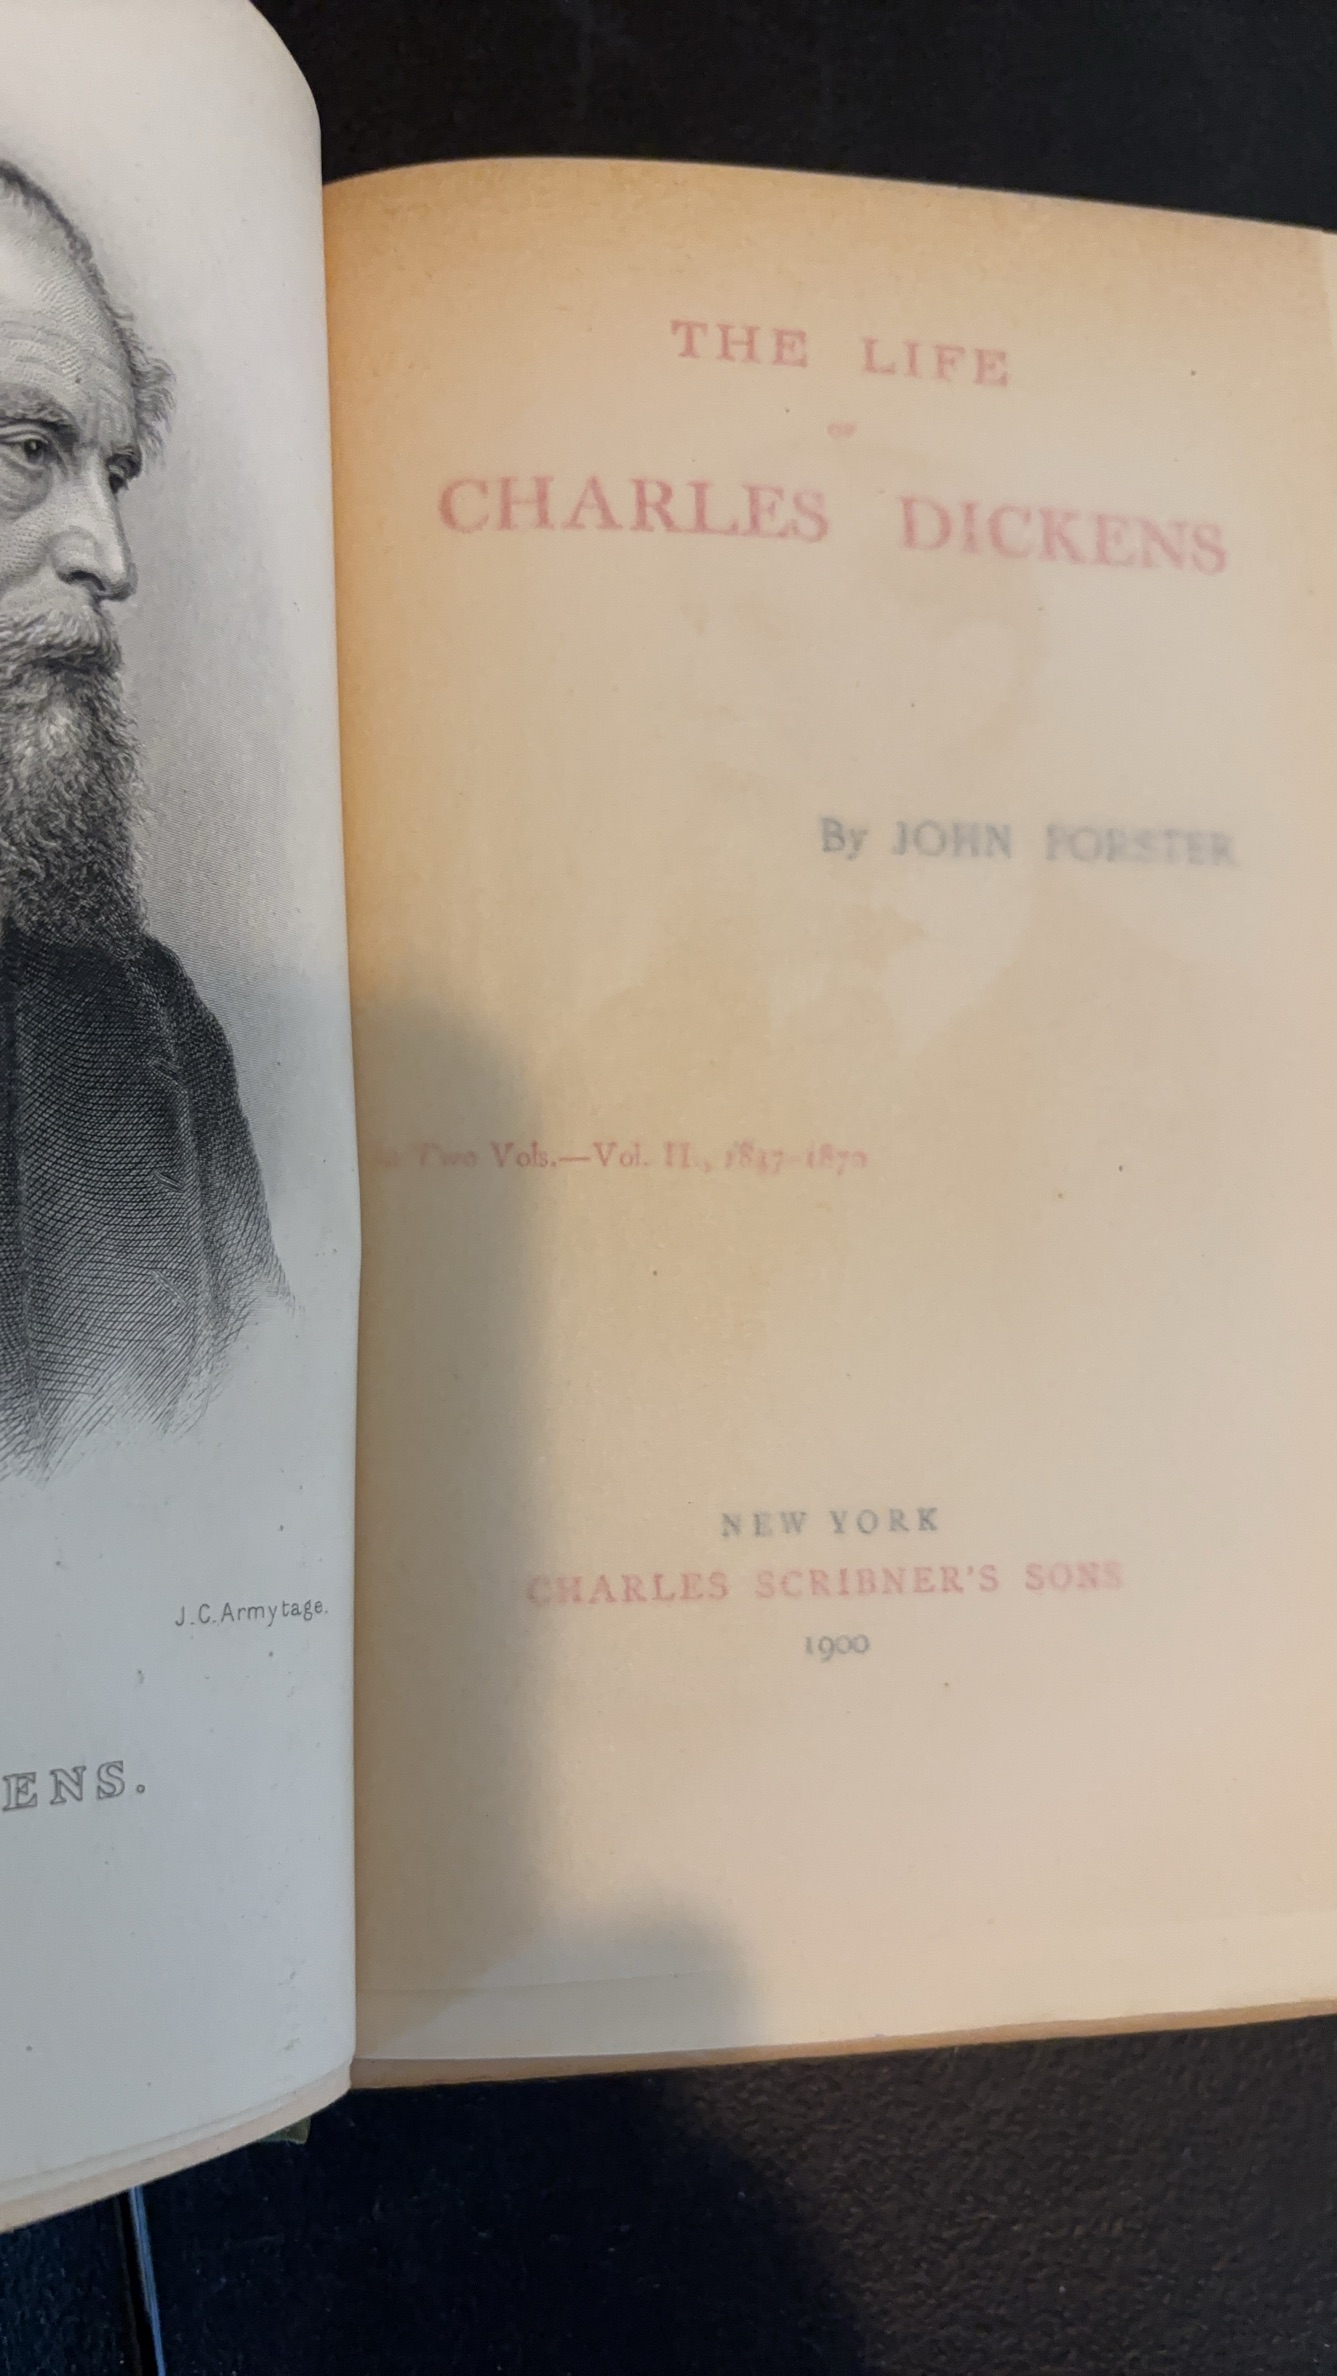 J.C.Armytage.
ENS.
THE LIFE
OF
CHARLES DICKENS
By JOHN FORSTER
Two Vols.—Vol. II., 1847-1870
NEW YORK
CHARLES SCRIBNER'S SONS
1900